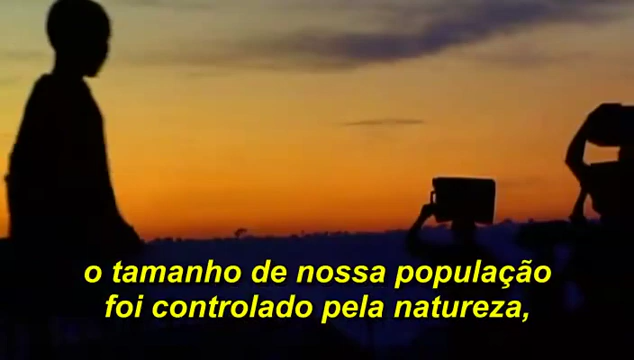 o tamanho de nossa população
foi controlado pela natureza,